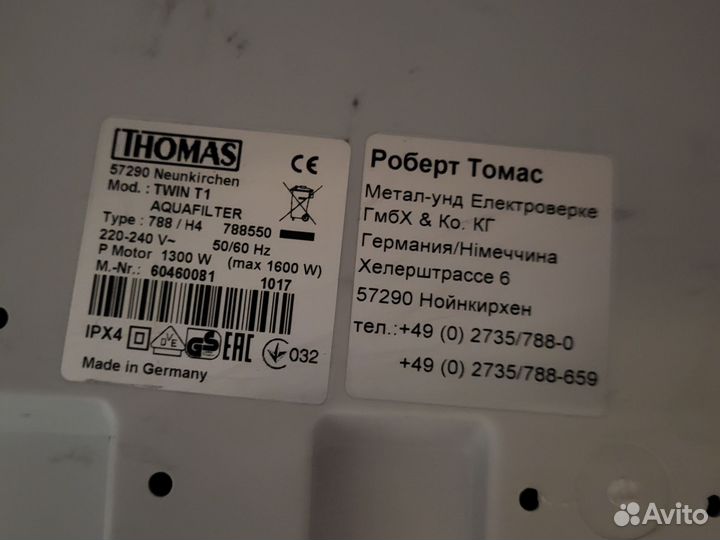 THOMAS
57290 Neunkirchen
Mod. : TWIN T1
AQUAFILTER
Type : 788 / H4 788550
220-240 V~ 50/60 Hz
P Motor 1300 W (max 1600 W)
M.-Nr.: 60460081 1017
IPX4 DVE GS EAC 032
Made in Germany
CE
Роберт Томас
Метал-унд Електроверке
ГмбХ & Ко. КГ
Германия/Німеччина
Хелерштрассе 6
57290 Нойнкирхен
тел.:+49 (0) 2735/788-0
+49 (0) 2735/788-659
Avito